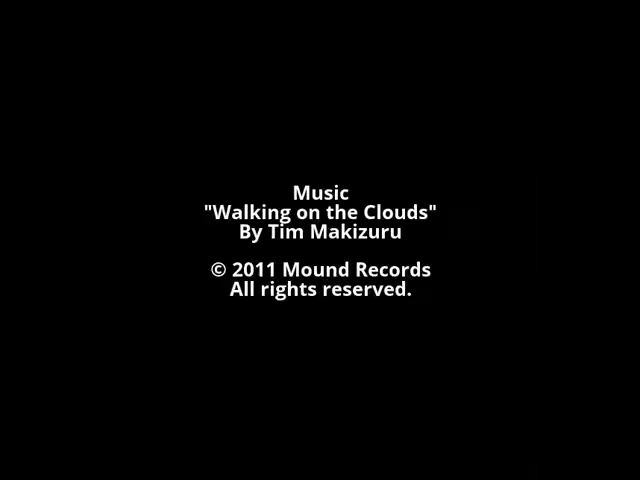 Music
"Walking on the Clouds"
By Tim Makizuru
© 2011 Mound Records
All rights reserved.